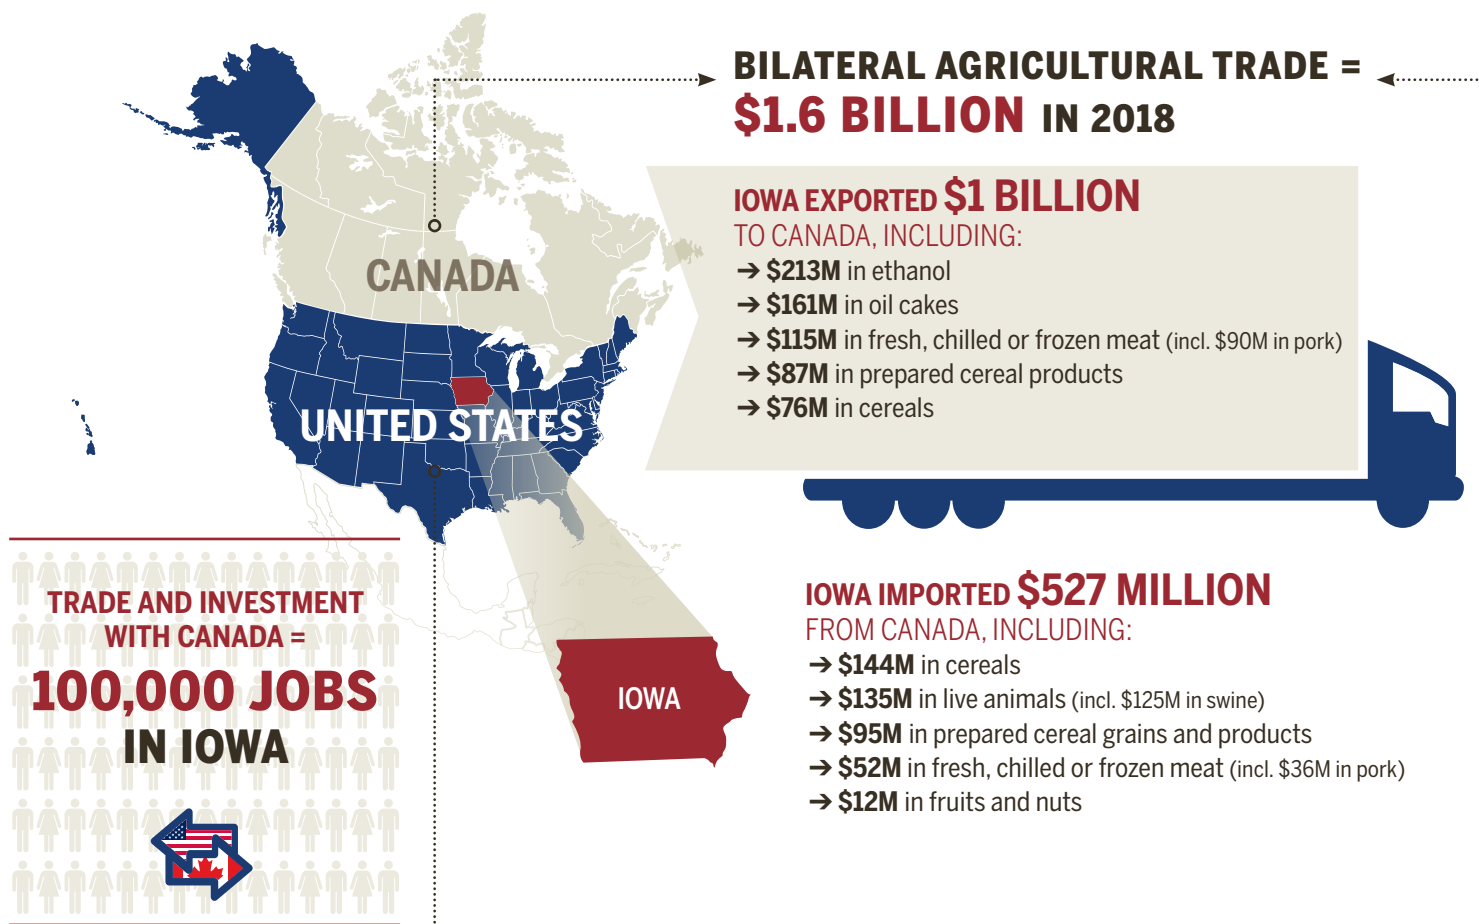 BILATERAL AGRICULTURAL TRADE =
$1.6 BILLION IN 2018
IOWA EXPORTED $1 BILLION
TO CANADA, INCLUDING:
➔ $213M in ethanol
➔ $161M in oil cakes
➔ $115M in fresh, chilled or frozen meat (incl. $90M in pork)
➔ $87M in prepared cereal products
➔ $76M in cereals
CANADA
UNITED STATES
TRADE AND INVESTMENT
WITH CANADA =
100,000 JOBS
IN IOWA
IOWA
IOWA IMPORTED $527 MILLION
FROM CANADA, INCLUDING:
➔ $144M in cereals
➔ $135M in live animals (incl. $125M in swine)
➔ $95M in prepared cereal grains and products
➔ $52M in fresh, chilled or frozen meat (incl. $36M in pork)
➔ $12M in fruits and nuts